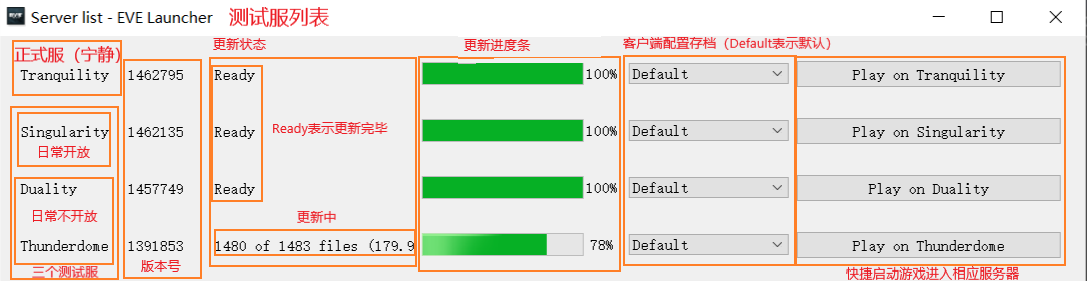 Server list - EVE Launcher 测试服列表
正式服（宁静） 更新状态 更新进度条 客户端配置存档（Default表示默认）
Tranquility 1462795 Ready 100% Default Play on Tranquility
Singularity 1462135 Ready Ready表示更新完毕 100% Default Play on Singularity
日常开放
Duality 1457749 Ready 100% Default Play on Duality
日常不开放 更新中
Thunderdome 1391853 1480 of 1483 files (179.9 78% Default Play on Thunderdome
三个测试服 版本号 快捷启动游戏进入相应服务器